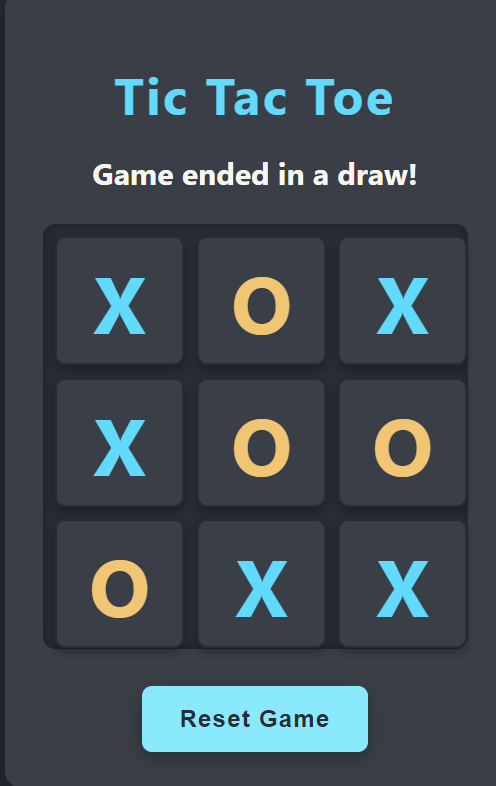 Tic Tac Toe
Game ended in a draw!
X O X
X O O
O X X
Reset Game